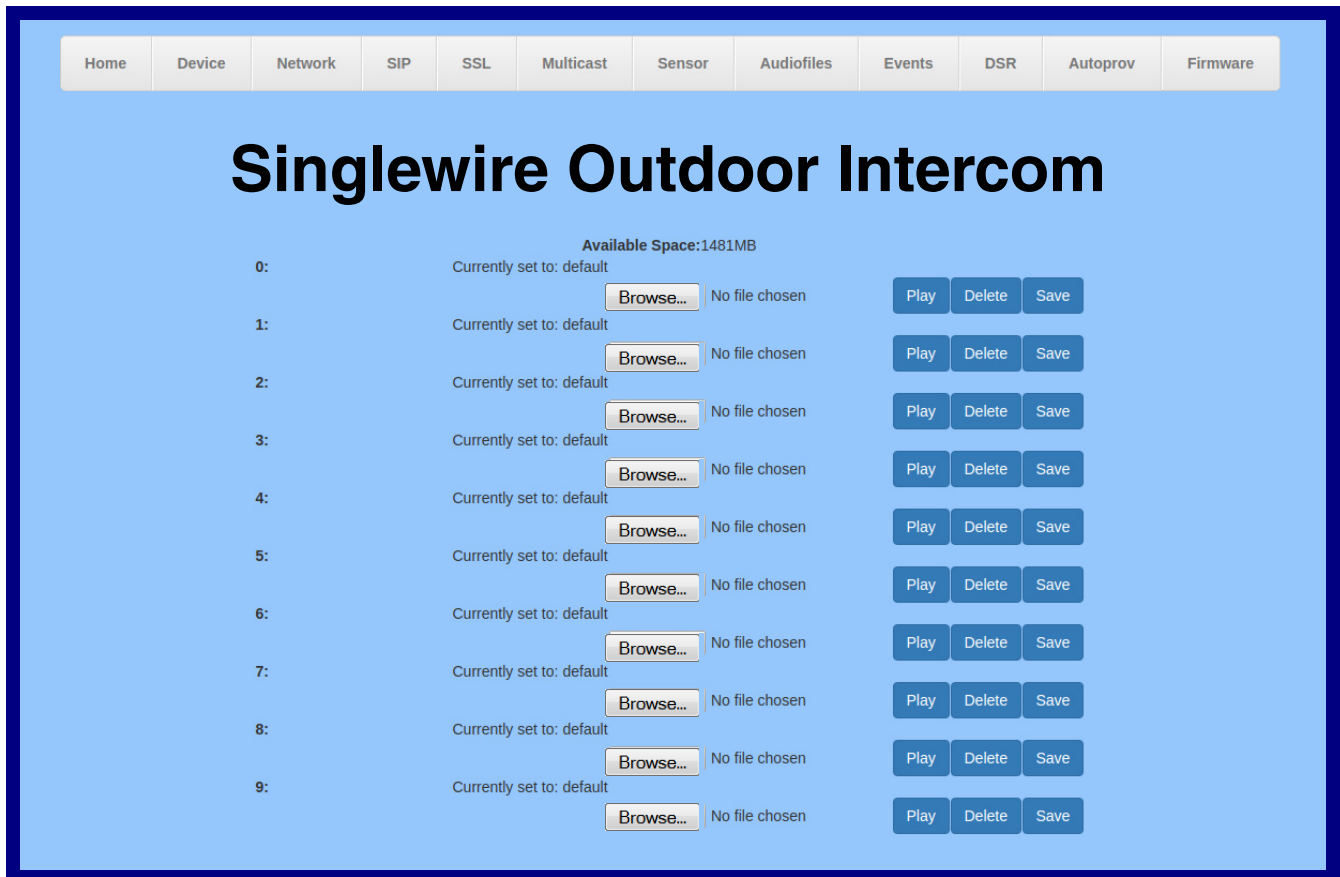 Home Device Network SIP SSL Multicast Sensor Audiofiles Events DSR Autoprov Firmware
Singlewire Outdoor Intercom
Available Space:1481MB
0: Currently set to: default
Browse... No file chosen Play Delete Save
1: Currently set to: default
Browse... No file chosen Play Delete Save
2: Currently set to: default
Browse... No file chosen Play Delete Save
3: Currently set to: default
Browse... No file chosen Play Delete Save
4: Currently set to: default
Browse... No file chosen Play Delete Save
5: Currently set to: default
Browse... No file chosen Play Delete Save
6: Currently set to: default
Browse... No file chosen Play Delete Save
7: Currently set to: default
Browse... No file chosen Play Delete Save
8: Currently set to: default
Browse... No file chosen Play Delete Save
9: Currently set to: default
Browse... No file chosen Play Delete Save